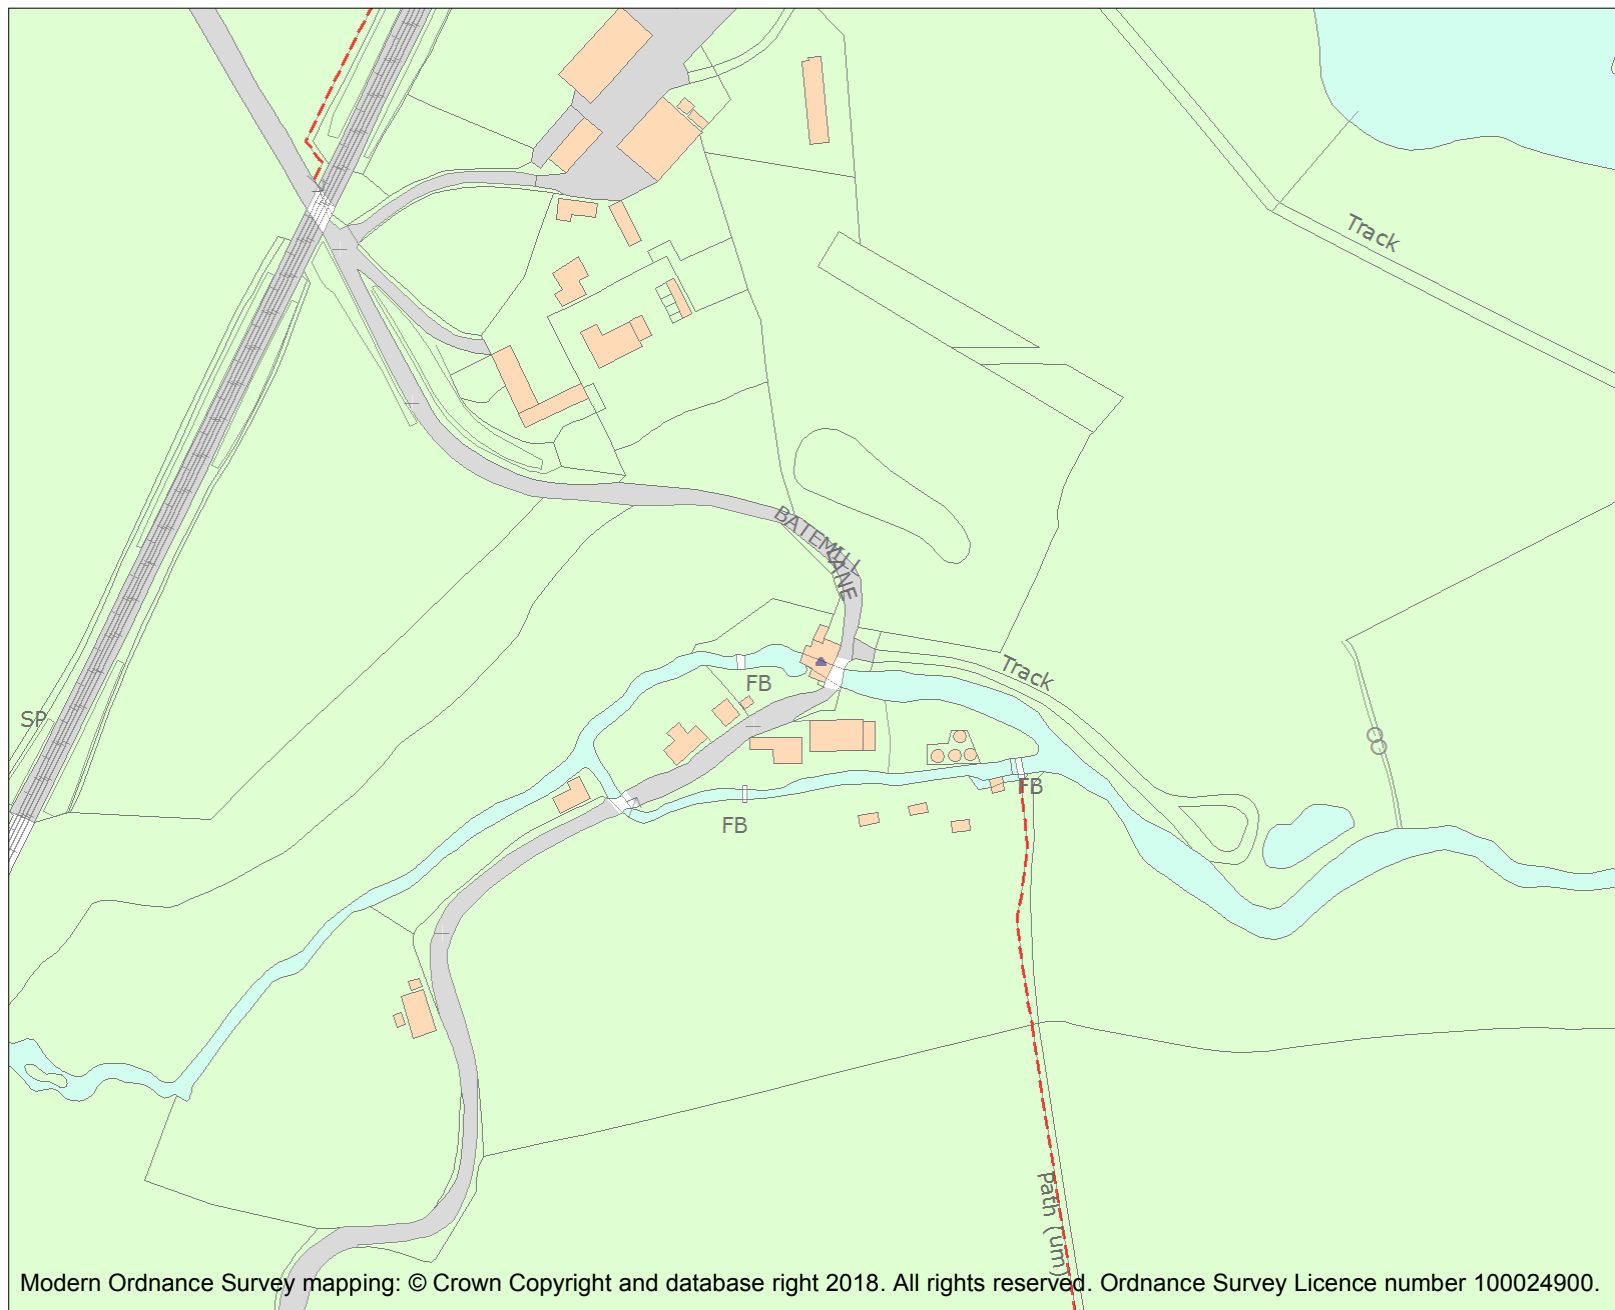 Track
BATEMILL
LANE
Track
FB
SP
FB
FB
Path (um)
Modern Ordnance Survey mapping: © Crown Copyright and database right 2018. All rights reserved. Ordnance Survey Licence number 100024900.